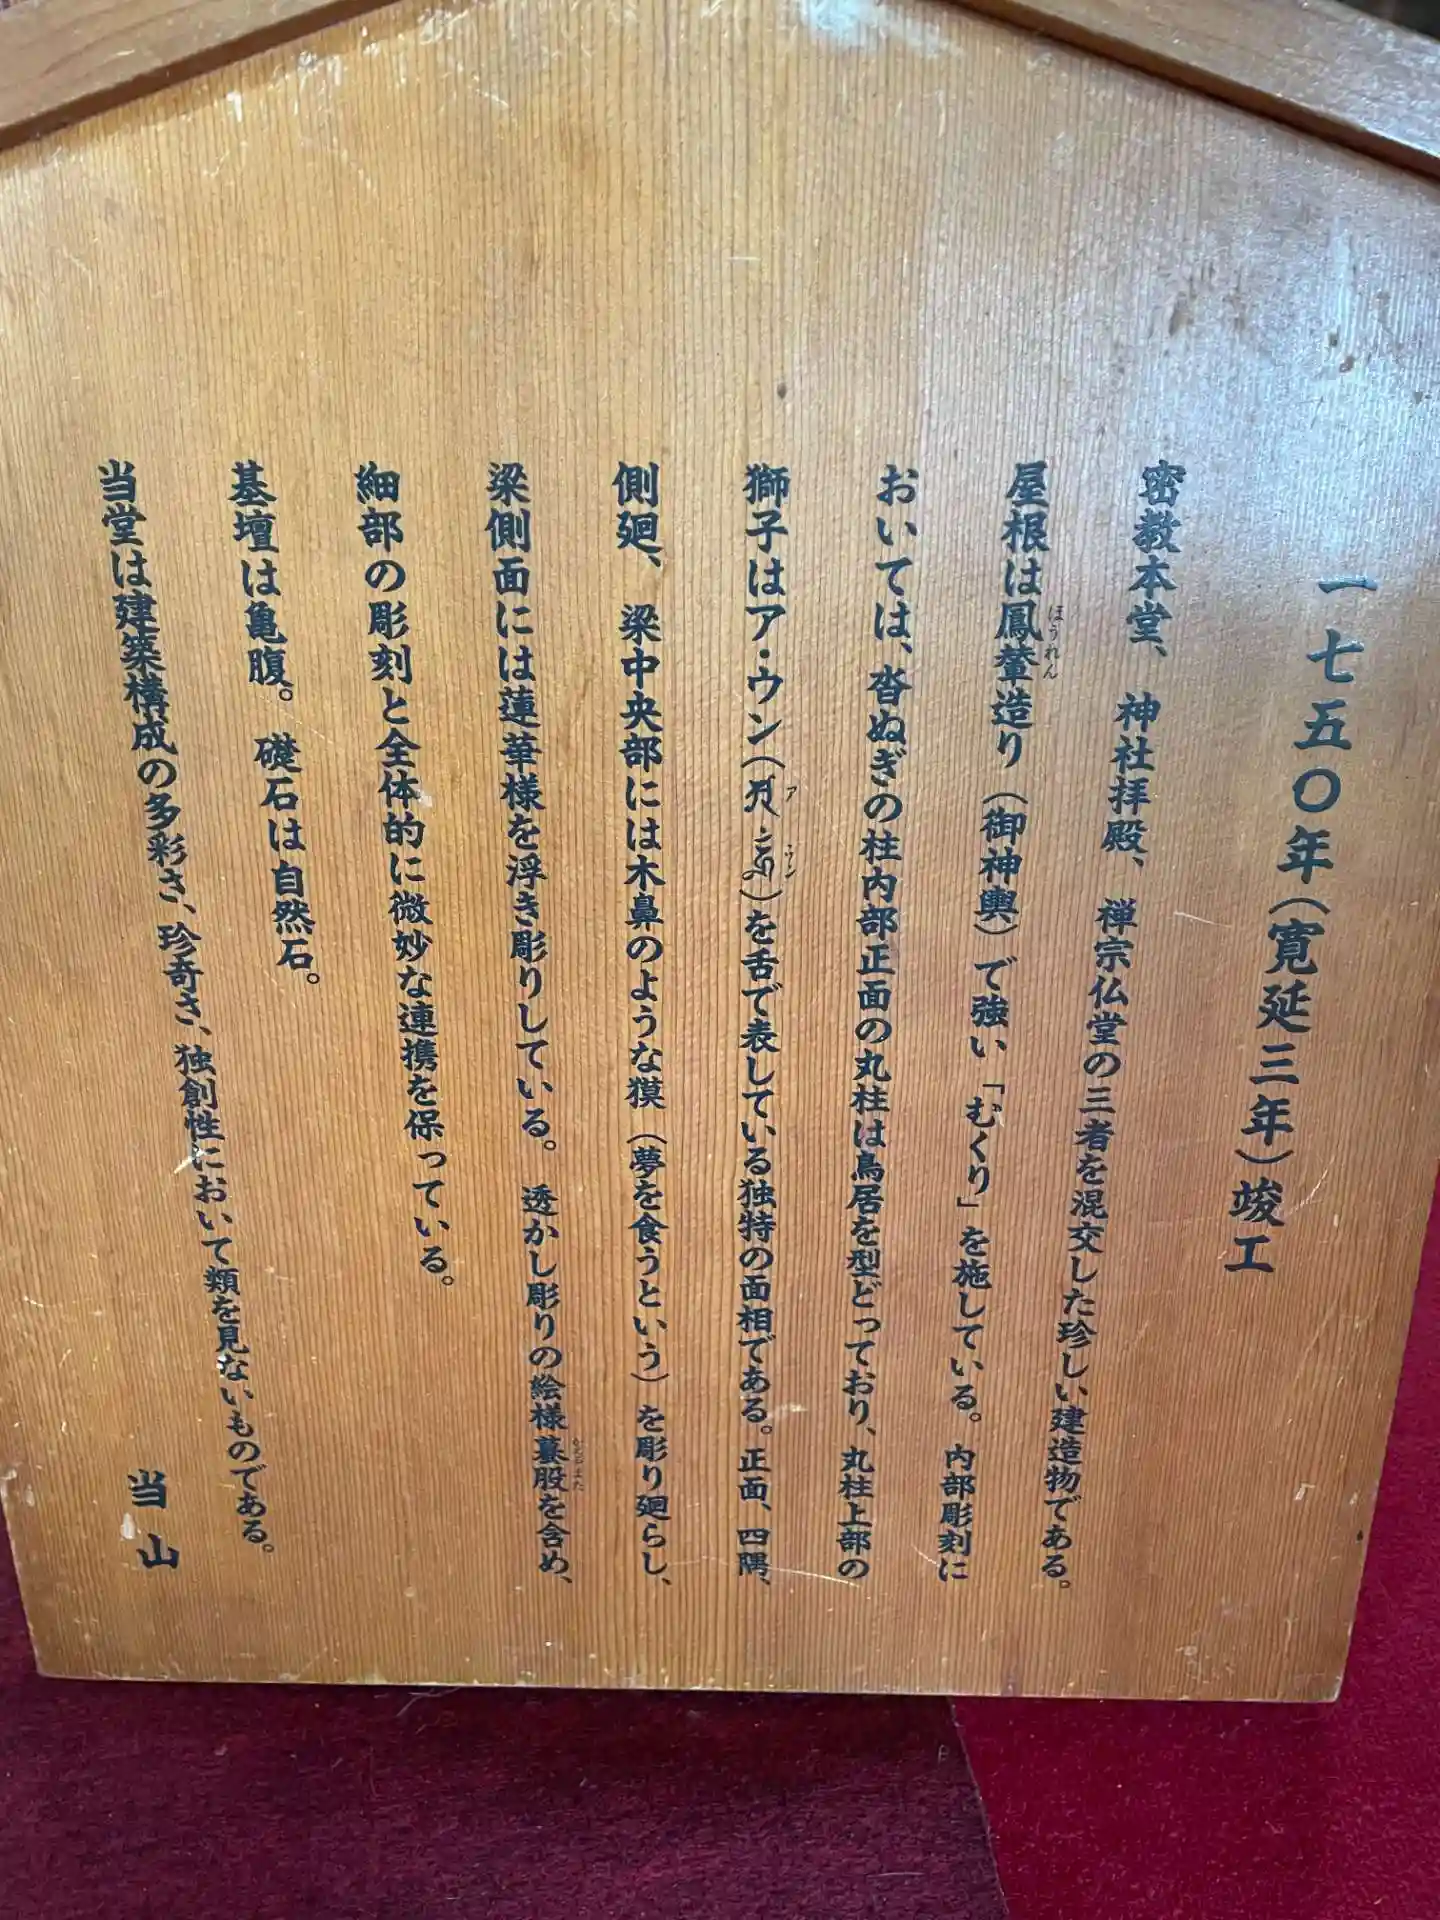 一七五〇年（寛延三年）竣工
密教本堂、神社拝殿、禅宗仏堂の三者を混交した珍しい建造物である。
屋根は鳳輦造り（御神輿）で強い「むくり」を施している。内部彫刻に
ほうれん
おいては、沓ぬぎの柱内部正面の丸柱は鳥居を型どっており、丸柱上部の
獅子はア・ウン（𑖀 𑖮𑖳𑖽）を舌で表している独特の面相である。正面、四隅、
ア ウン
側廻、梁中央部には木鼻のような獏（夢を食うという）を彫り廻らし、
梁側面には蓮華様を浮き彫りしている。透かし彫りの絵様蟇股を含め、
細部の彫刻と全体的に微妙な連携を保っている。
基壇は亀腹。礎石は自然石。
当堂は建築構成の多彩さ、珍奇さ、独創性において類を見ないものである。
当山